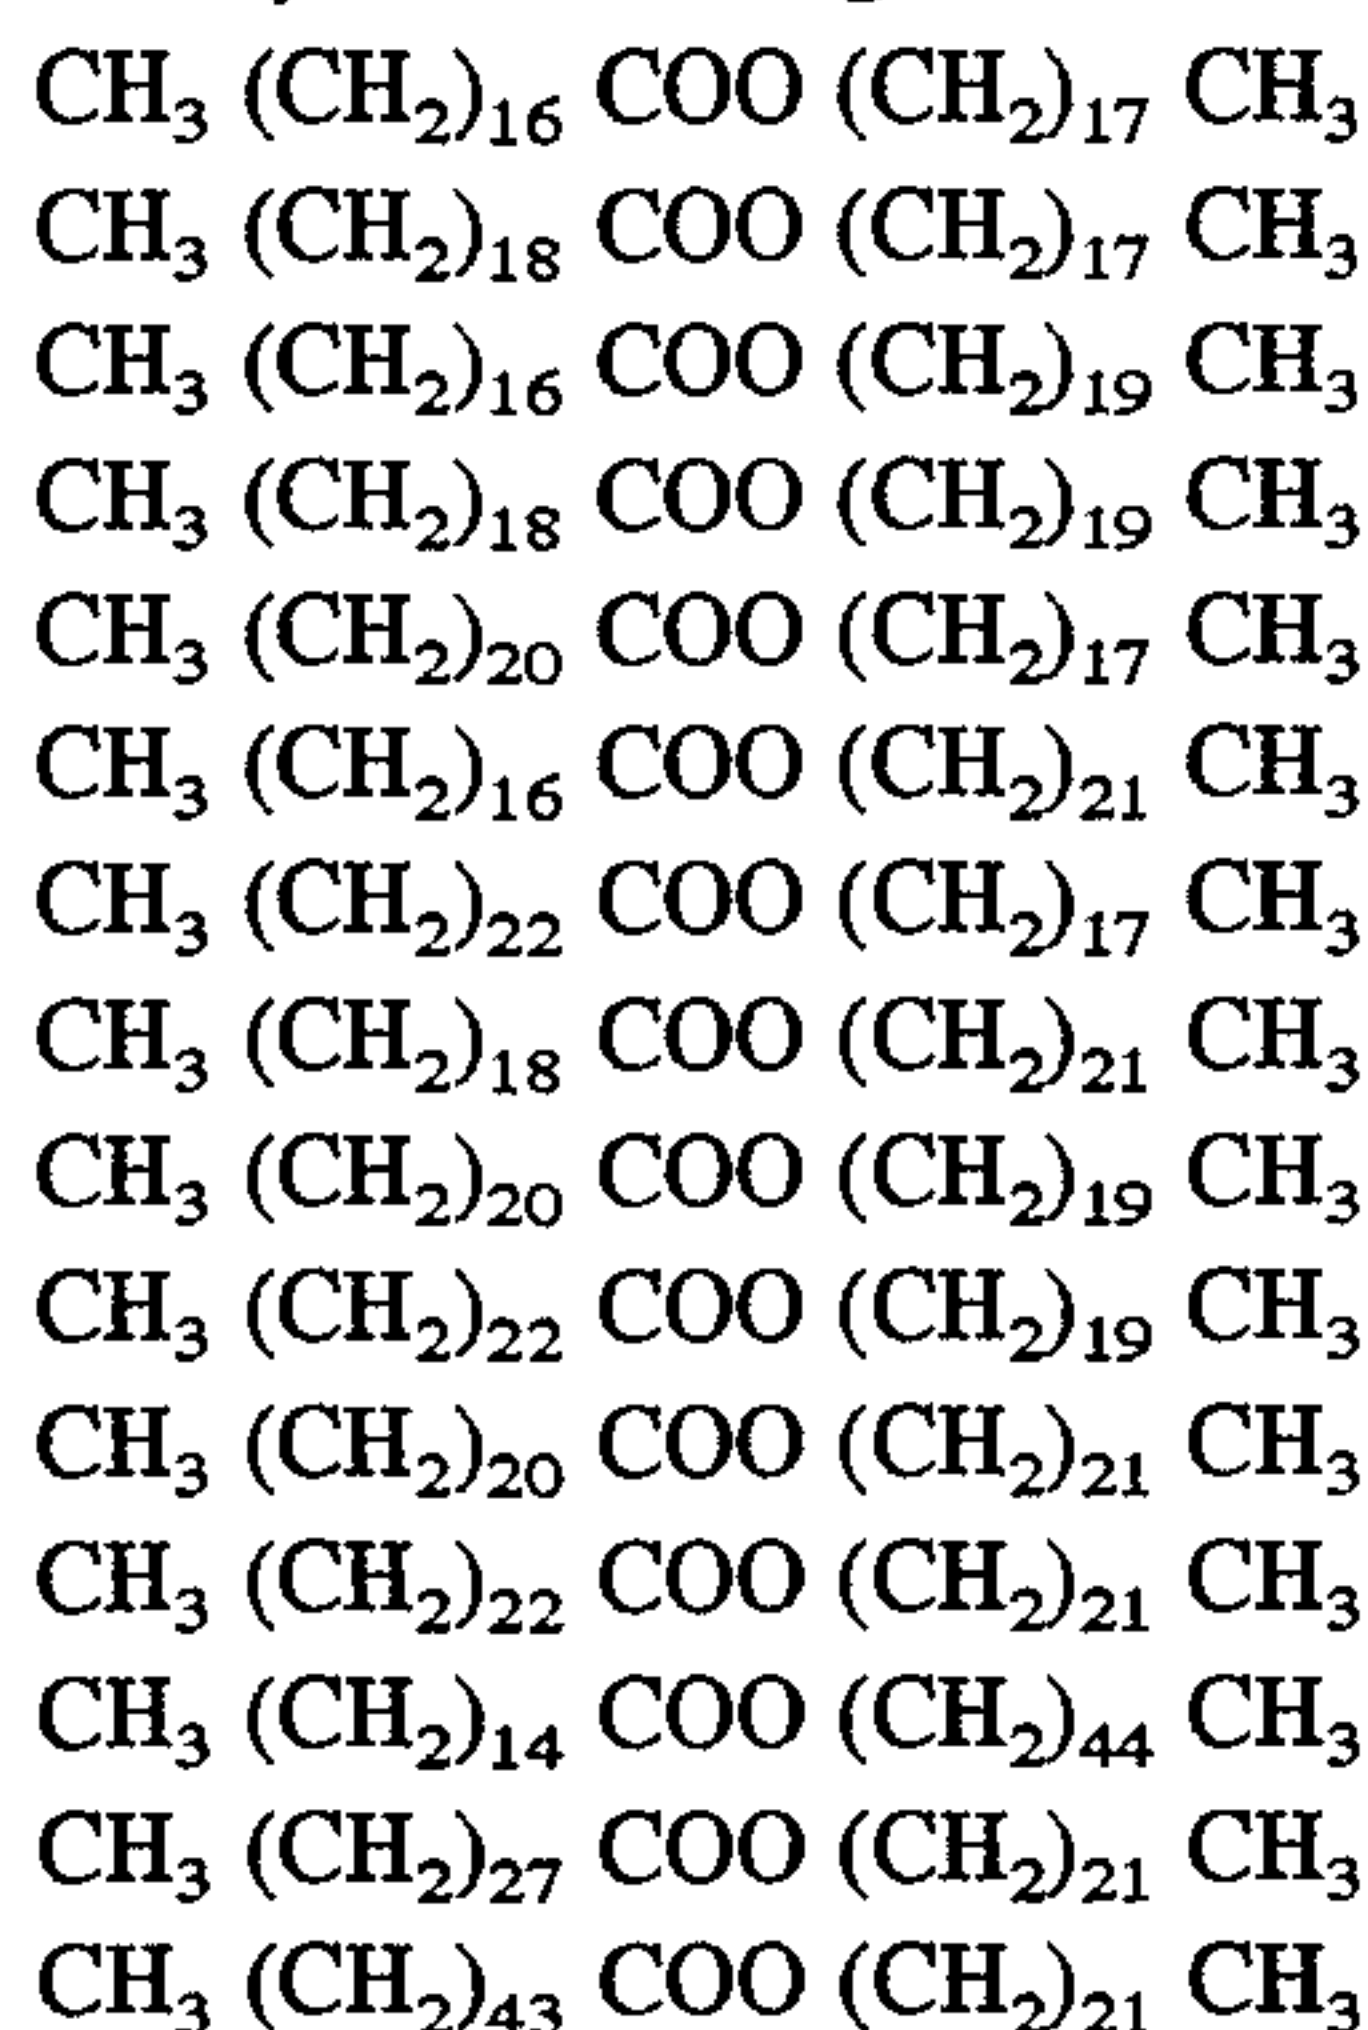 CH₃ (CH₂)₁₆ COO (CH₂)₁₇ CH₃
CH₃ (CH₂)₁₈ COO (CH₂)₁₇ CH₃
CH₃ (CH₂)₁₆ COO (CH₂)₁₉ CH₃
CH₃ (CH₂)₁₈ COO (CH₂)₁₉ CH₃
CH₃ (CH₂)₂₀ COO (CH₂)₁₇ CH₃
CH₃ (CH₂)₁₆ COO (CH₂)₂₁ CH₃
CH₃ (CH₂)₂₂ COO (CH₂)₁₇ CH₃
CH₃ (CH₂)₁₈ COO (CH₂)₂₁ CH₃
CH₃ (CH₂)₂₀ COO (CH₂)₁₉ CH₃
CH₃ (CH₂)₂₂ COO (CH₂)₁₉ CH₃
CH₃ (CH₂)₂₀ COO (CH₂)₂₁ CH₃
CH₃ (CH₂)₂₂ COO (CH₂)₂₁ CH₃
CH₃ (CH₂)₁₄ COO (CH₂)₄₄ CH₃
CH₃ (CH₂)₂₇ COO (CH₂)₂₁ CH₃
CH₃ (CH₂)₄₃ COO (CH₂)₂₁ CH₃